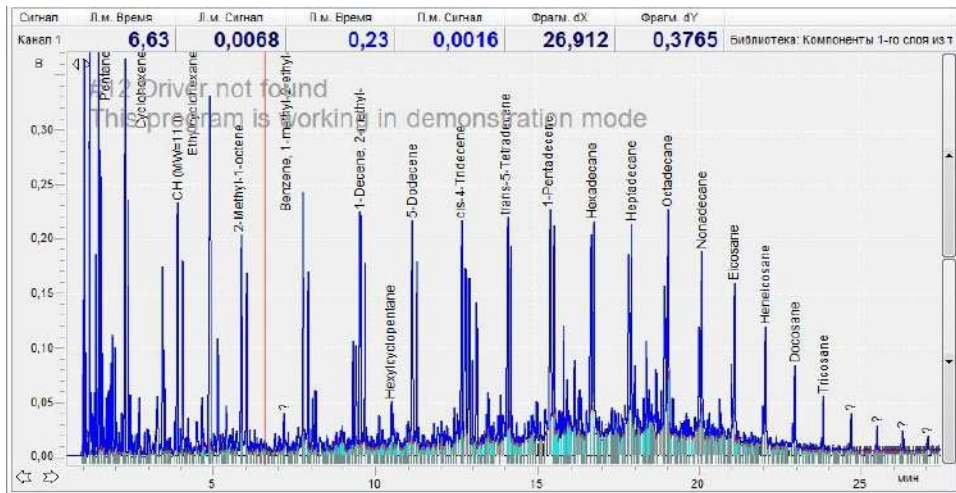 Сигнал Л.м. Время Л.м. Сигнал П.м. Время П.м. Сигнал Фрагм. dX Фрагм. dY
Канал 1 6,63 0,0068 0,23 0,0016 26,912 0,3765 Библиотека: Компоненты 1-го слоя из т
В
#12 Driver not found
This program is working in demonstration mode
Pentane
Cyclohexene
CH (MW=110)
Ethylcyclohexane
2-Methyl-1-octene
Benzene, 1-methyl-2-ethyl-
?
1-Decene, 2-methyl-
Hexylcyclopentane
5-Dodecene
cis-4-Tridecene
trans-5-Tetradecane
1-Pentadecene
Hexadecane
Heptadecane
Octadecane
Nonadecane
Eicosane
Heneicosane
Docosane
Tricosane
?
?
?
?
0,30
0,25
0,20
0,15
0,10
0,05
0,00
5 10 15 20 25 мин